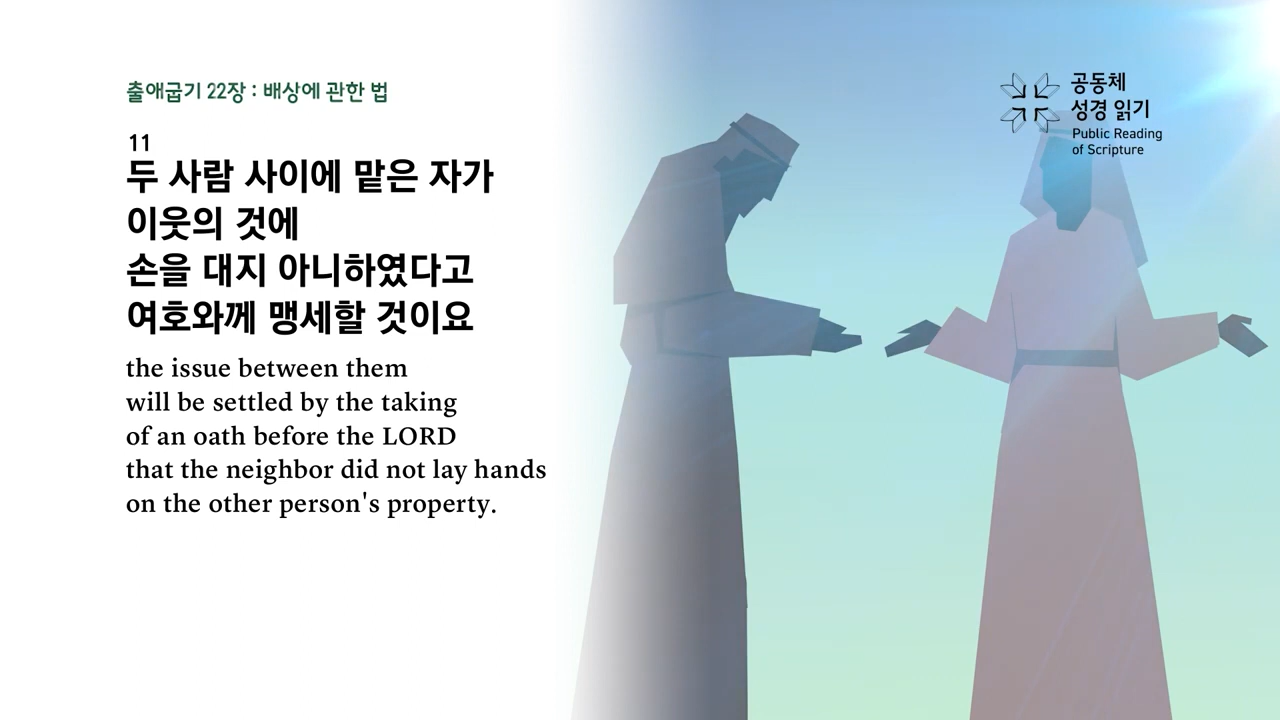 출애굽기 22장 : 배상에 관한 법
11
두 사람 사이에 맡은 자가
이웃의 것에
손을 대지 아니하였다고
여호와께 맹세할 것이요
the issue between them
will be settled by the taking
of an oath before the LORD
that the neighbor did not lay hands
on the other person's property.
공동체
성경 읽기
Public Reading
of Scripture